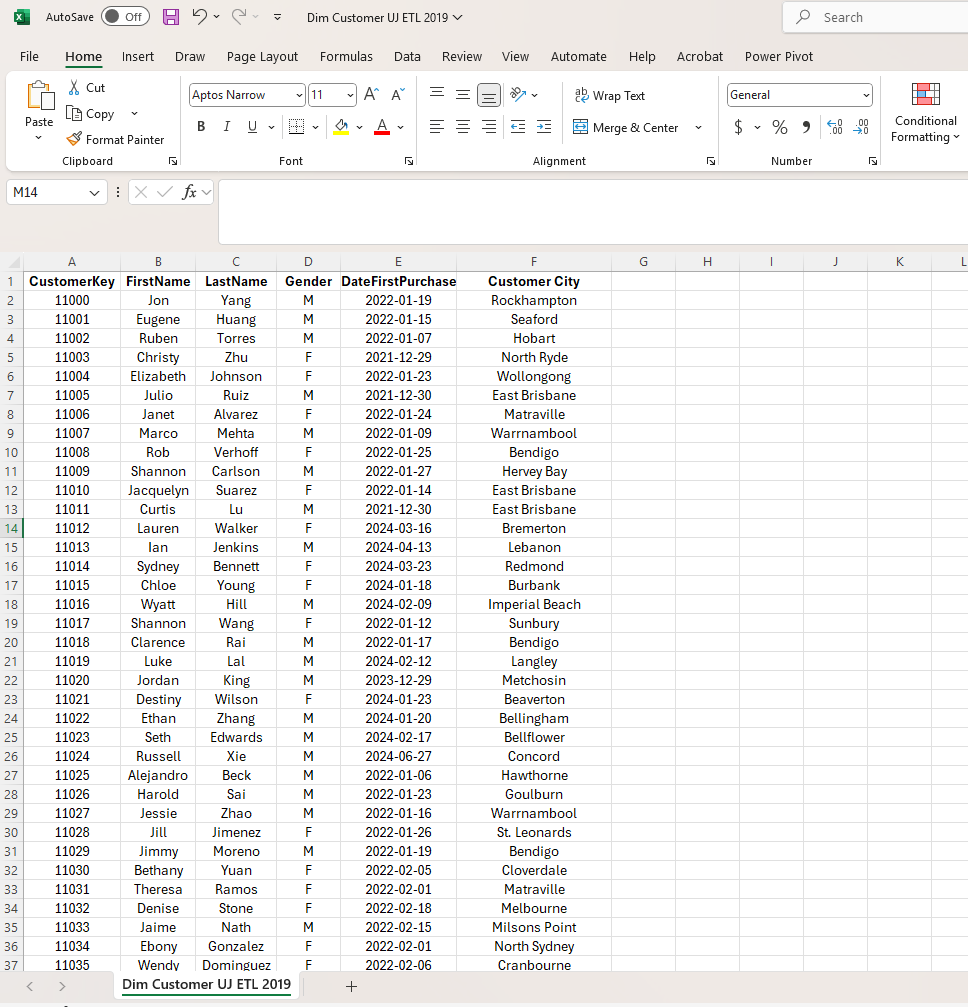 AutoSave Off Dim Customer UJ ETL 2019 Search
File Home Insert Draw Page Layout Formulas Data Review View Automate Help Acrobat Power Pivot
Cut
Copy
Format Painter
Paste
Clipboard
Aptos Narrow 11 A A
B I U A
Font
Wrap Text
Merge & Center
Alignment
General
$ % 9 .00 .00
Number
Conditional
Formatting
M14 fx
A B C D E F G H I J K L
1 CustomerKey FirstName LastName Gender DateFirstPurchase Customer City
2 11000 Jon Yang M 2022-01-19 Rockhampton
3 11001 Eugene Huang M 2022-01-15 Seaford
4 11002 Ruben Torres M 2022-01-07 Hobart
5 11003 Christy Zhu F 2021-12-29 North Ryde
6 11004 Elizabeth Johnson F 2022-01-23 Wollongong
7 11005 Julio Ruiz M 2021-12-30 East Brisbane
8 11006 Janet Alvarez F 2022-01-24 Matraville
9 11007 Marco Mehta M 2022-01-09 Warrnambool
10 11008 Rob Verhoff F 2022-01-25 Bendigo
11 11009 Shannon Carlson M 2022-01-27 Hervey Bay
12 11010 Jacquelyn Suarez F 2022-01-14 East Brisbane
13 11011 Curtis Lu M 2021-12-30 East Brisbane
14 11012 Lauren Walker F 2024-03-16 Bremerton
15 11013 Ian Jenkins M 2024-04-13 Lebanon
16 11014 Sydney Bennett F 2024-03-23 Redmond
17 11015 Chloe Young F 2024-01-18 Burbank
18 11016 Wyatt Hill M 2024-02-09 Imperial Beach
19 11017 Shannon Wang F 2022-01-12 Sunbury
20 11018 Clarence Rai M 2022-01-17 Bendigo
21 11019 Luke Lal M 2024-02-12 Langley
22 11020 Jordan King M 2023-12-29 Metchosin
23 11021 Destiny Wilson F 2024-01-23 Beaverton
24 11022 Ethan Zhang M 2024-01-20 Bellingham
25 11023 Seth Edwards M 2024-02-17 Bellflower
26 11024 Russell Xie M 2024-06-27 Concord
27 11025 Alejandro Beck M 2022-01-06 Hawthorne
28 11026 Harold Sai M 2022-01-23 Goulburn
29 11027 Jessie Zhao M 2022-01-16 Warrnambool
30 11028 Jill Jimenez F 2022-01-26 St. Leonards
31 11029 Jimmy Moreno M 2022-01-19 Bendigo
32 11030 Bethany Yuan F 2022-02-05 Cloverdale
33 11031 Theresa Ramos F 2022-02-01 Matraville
34 11032 Denise Stone F 2022-02-18 Melbourne
35 11033 Jaime Nath M 2022-02-15 Milsons Point
36 11034 Ebony Gonzalez F 2022-02-01 North Sydney
37 11035 Wendy Dominguez F 2022-02-06 Cranbourne
Dim Customer UJ ETL 2019